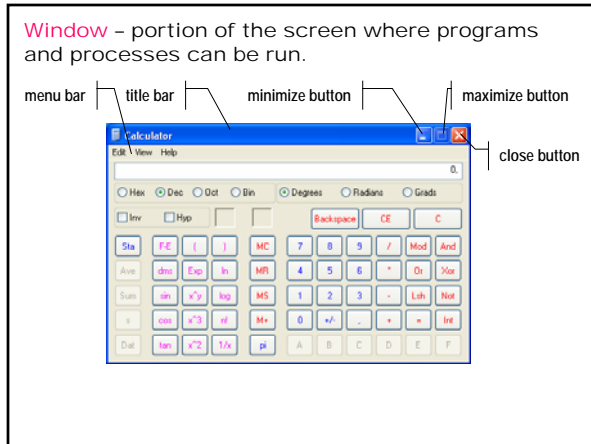 Window – portion of the screen where programs
and processes can be run.
menu bar title bar minimize button maximize button
close button
Calculator
Edit View Help
0.
Hex Dec Oct Bin Degrees Radians Grads
Inv Hyp Backspace CE C
Sta F-E ( ) MC 7 8 9 / Mod And
Ave dms Exp ln MR 4 5 6 * Or Xor
Sum sin x^y log MS 1 2 3 - Lsh Not
s cos x^3 n! M+ 0 +/- . + = Int
Dat tan x^2 1/x pi A B C D E F